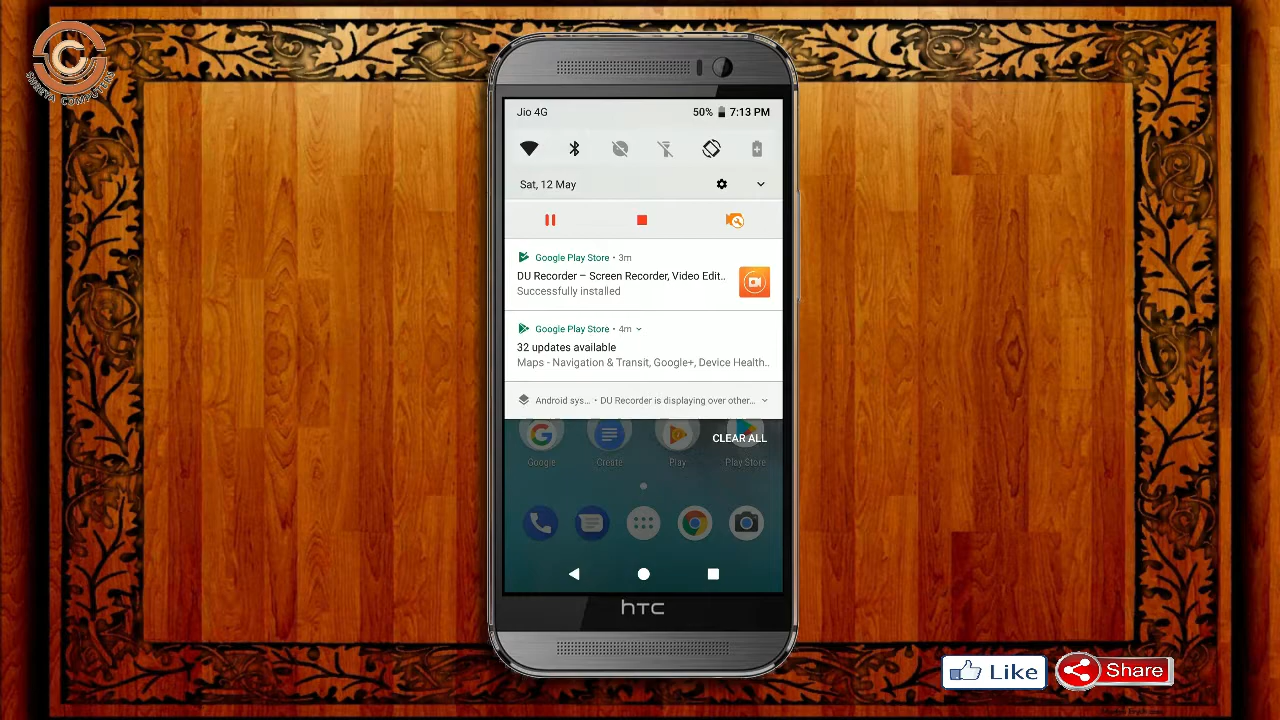 SHREYA COMPUTERS
Jio 4G
50% 7:13 PM
Sat, 12 May
Google Play Store • 3m
DU Recorder – Screen Recorder, Video Edit..
Successfully installed
Google Play Store • 4m
32 updates available
Maps - Navigation & Transit, Google+, Device Health..
Android sys... • DU Recorder is displaying over other...
CLEAR ALL
Google Create Play Play Store
hTC
Like Share